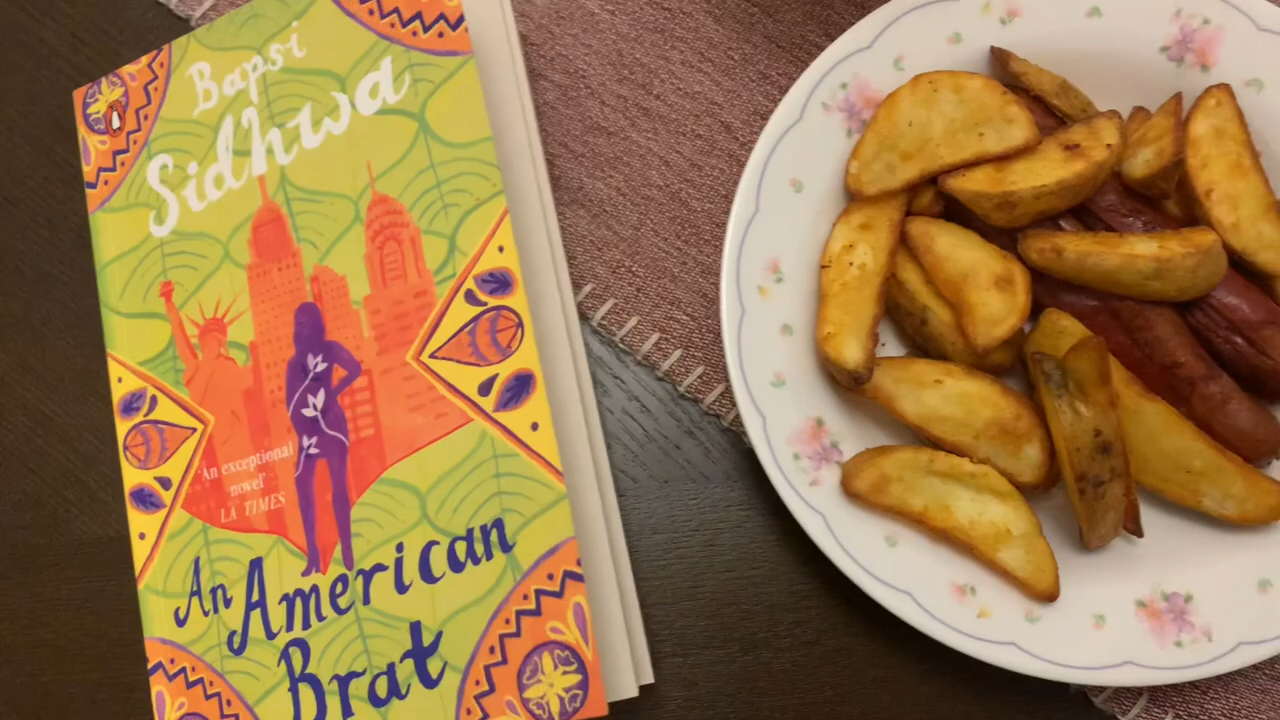 Bapsi
Sidhwa
'An exceptional
novel'
LA TIMES
An American
Brat